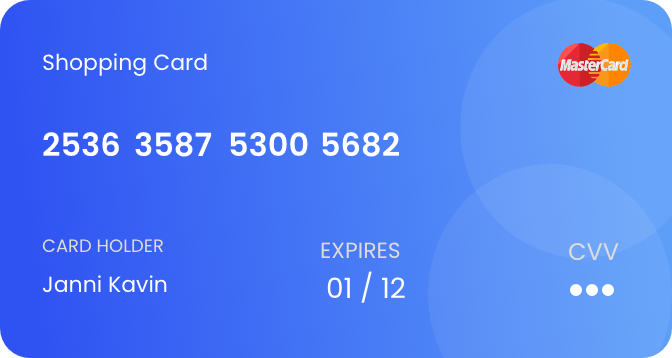 Shopping Card
MasterCard
2536 3587 5300 5682
CARD HOLDER
Janni Kavin
EXPIRES
01 / 12
CVV
•••